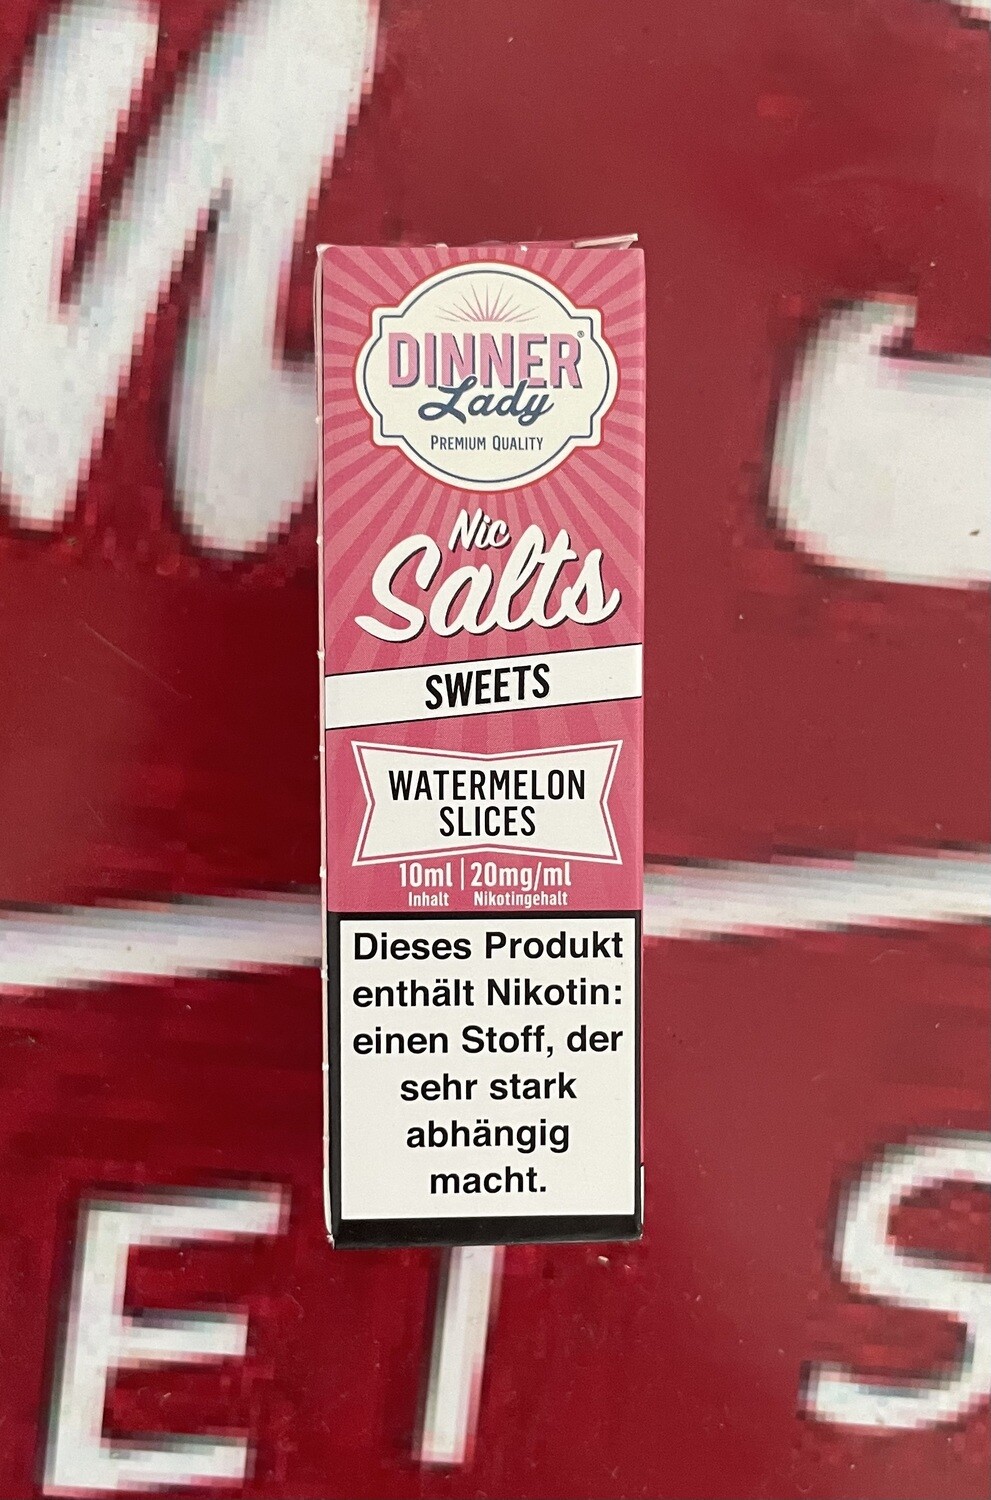 DINNER®
Lady
PREMIUM QUALITY
Nic
Salts
SWEETS
WATERMELON
SLICES
10ml | 20mg/ml
Inhalt Nikotingehalt
Dieses Produkt
enthält Nikotin:
einen Stoff, der
sehr stark
abhängig
macht.
E T S